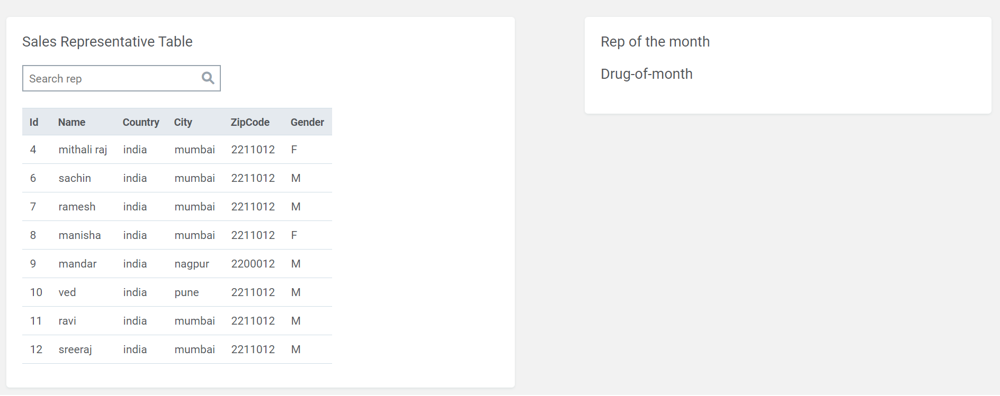 Sales Representative Table
Search rep
Id Name Country City ZipCode Gender
4 mithali raj india mumbai 2211012 F
6 sachin india mumbai 2211012 M
7 ramesh india mumbai 2211012 M
8 manisha india mumbai 2211012 F
9 mandar india nagpur 2200012 M
10 ved india pune 2211012 M
11 ravi india mumbai 2211012 M
12 sreeraj india mumbai 2211012 M
Rep of the month
Drug-of-month